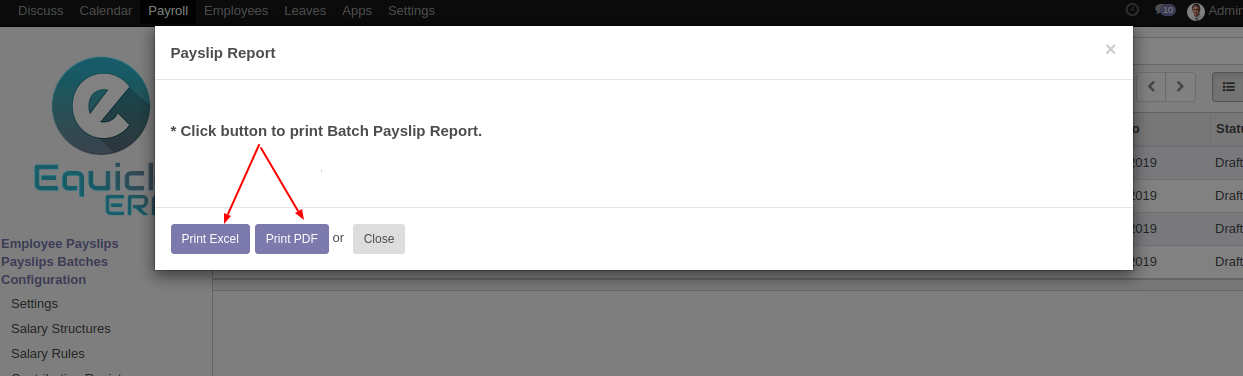 Discuss Calendar Payroll Employees Leaves Apps Settings 10 Admin
Payslip Report ×
* Click button to print Batch Payslip Report.
Print Excel Print PDF or Close
Equick
ER
o Statu
2019 Draft
2019 Draft
2019 Draft
2019 Draft
Employee Payslips
Payslips Batches
Configuration
Settings
Salary Structures
Salary Rules